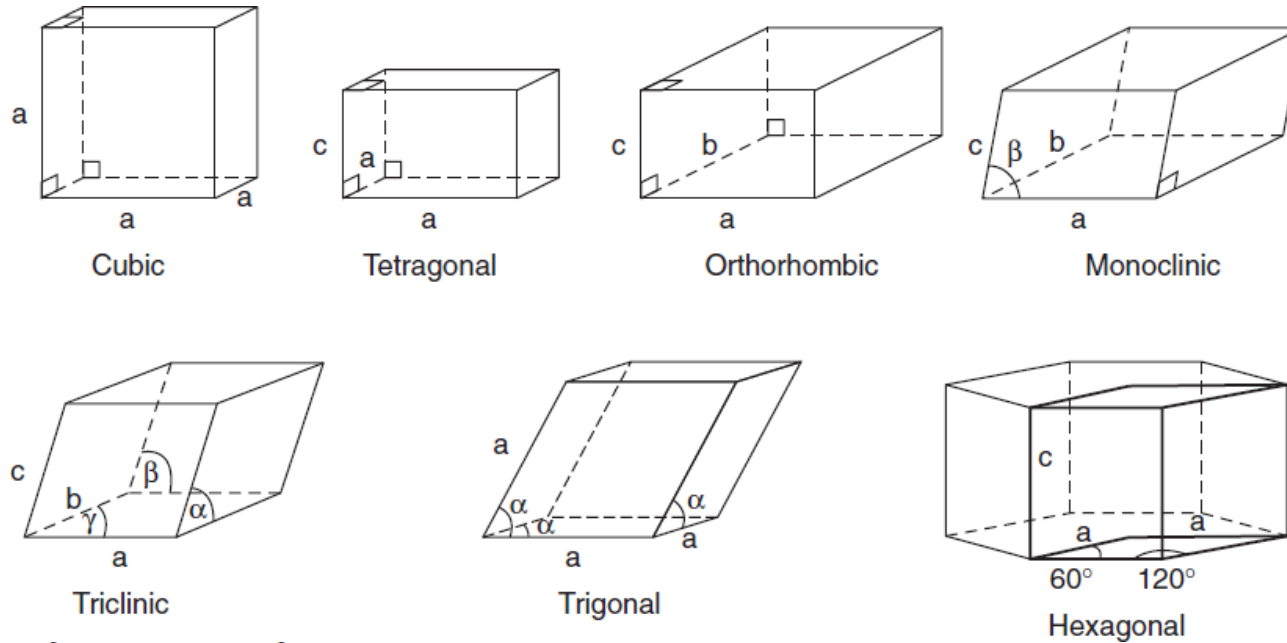 a
a
a
Cubic
c
a
a
Tetragonal
c
b
a
Orthorhombic
c
β
b
a
Monoclinic
c
b
γ
β
α
a
Triclinic
a
α
α
α
a
a
Trigonal
c
a
a
60° 120°
Hexagonal